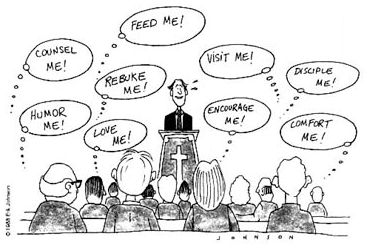 FEED ME!
COUNSEL
ME!
VISIT ME!
REBUKE
ME!
DISCIPLE
ME!
HUMOR
ME!
LOVE
ME!
ENCOURAGE
ME!
COMFORT
ME!
JOHNSON